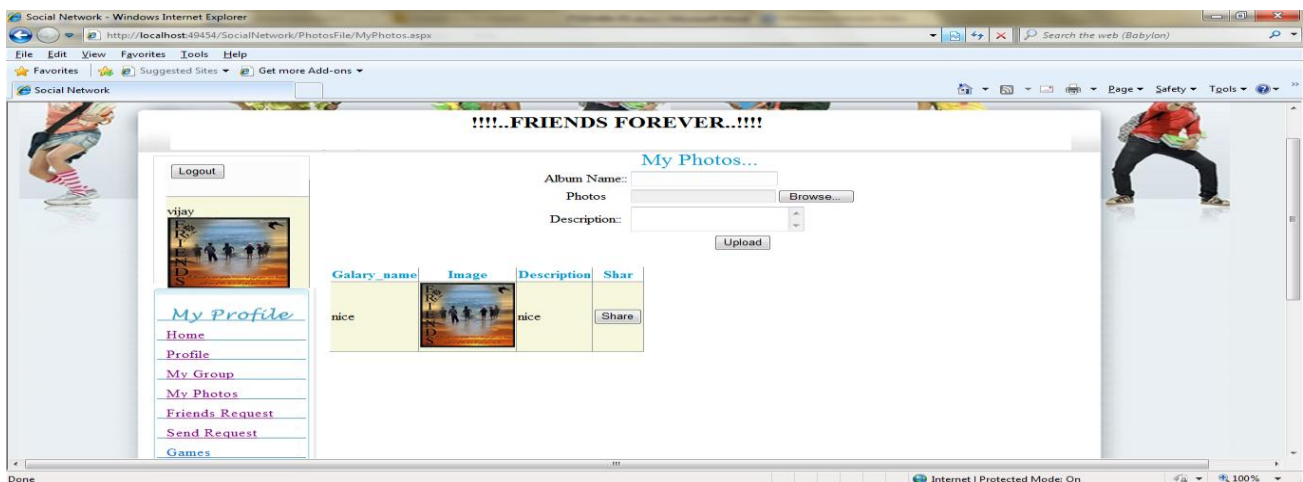 Social Network - Windows Internet Explorer
http://localhost:49454/SocialNetwork/PhotosFile/MyPhotos.aspx
Search the web (Babylon)
File Edit View Favorites Tools Help
Favorites Suggested Sites Get more Add-ons
Social Network
Page Safety Tools
!!!!..FRIENDS FOREVER..!!!!
Logout
vijay
FRIENDS
My Profile
Home
Profile
My Group
My Photos
Friends Request
Send Request
Games
My Photos...
Album Name::
Photos Browse...
Description::
Upload
Galary_name Image Description Shar
nice FRIENDS nice Share
Done Internet | Protected Mode: On 100%